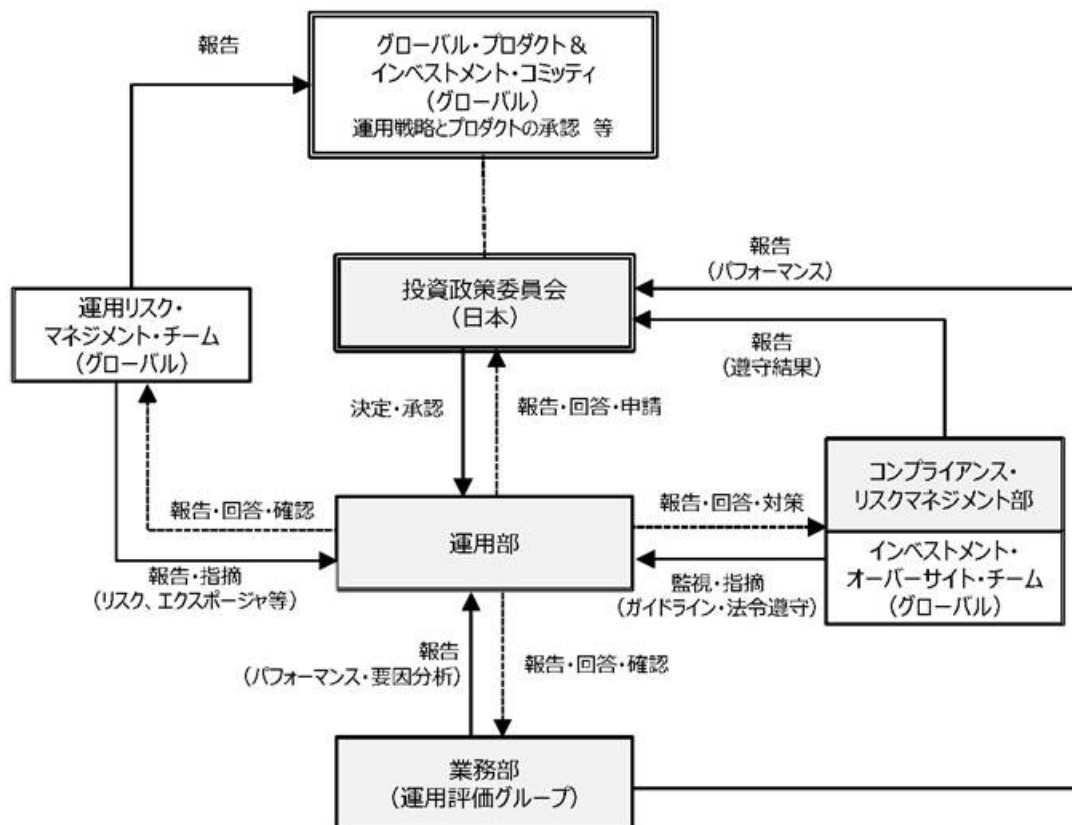 報告
グローバル・プロダクト＆
インベストメント・コミッティ
（グローバル）
運用戦略とプロダクトの承認　等
報告
（パフォーマンス）
投資政策委員会
（日本）
運用リスク・
マネジメント・チーム
（グローバル）
報告
（遵守結果）
決定・承認
報告・回答・申請
コンプライアンス・
リスクマネジメント部
報告・回答・確認
報告・回答・対策
運用部
インベストメント・
オーバーサイト・チーム
（グローバル）
報告・指摘
（リスク、エクスポージャ等）
監視・指摘
（ガイドライン・法令遵守）
報告
（パフォーマンス・要因分析）
報告・回答・確認
業務部
（運用評価グループ）